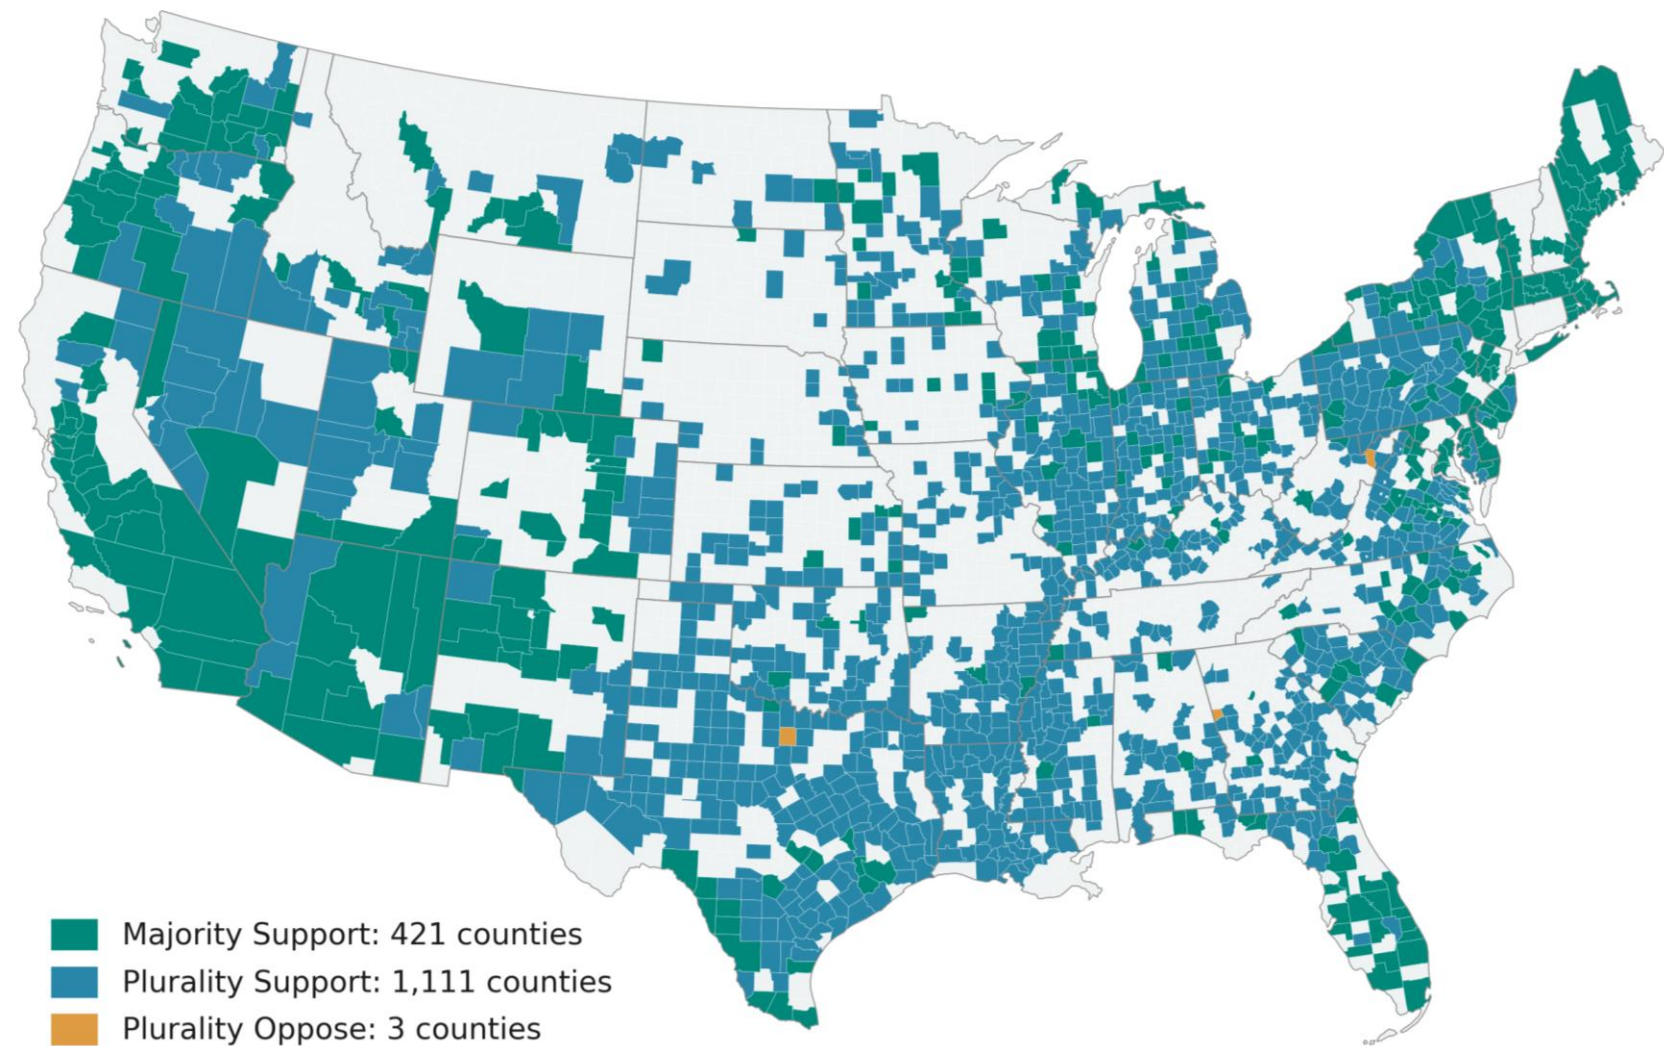 Majority Support: 421 counties
Plurality Support: 1,111 counties
Plurality Oppose: 3 counties